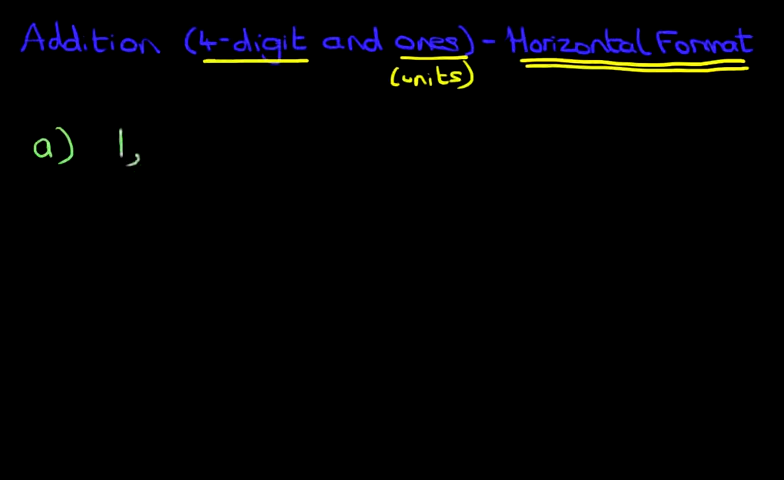 Addition (4-digit and ones) - Horizontal Format
(units)
a) 1,